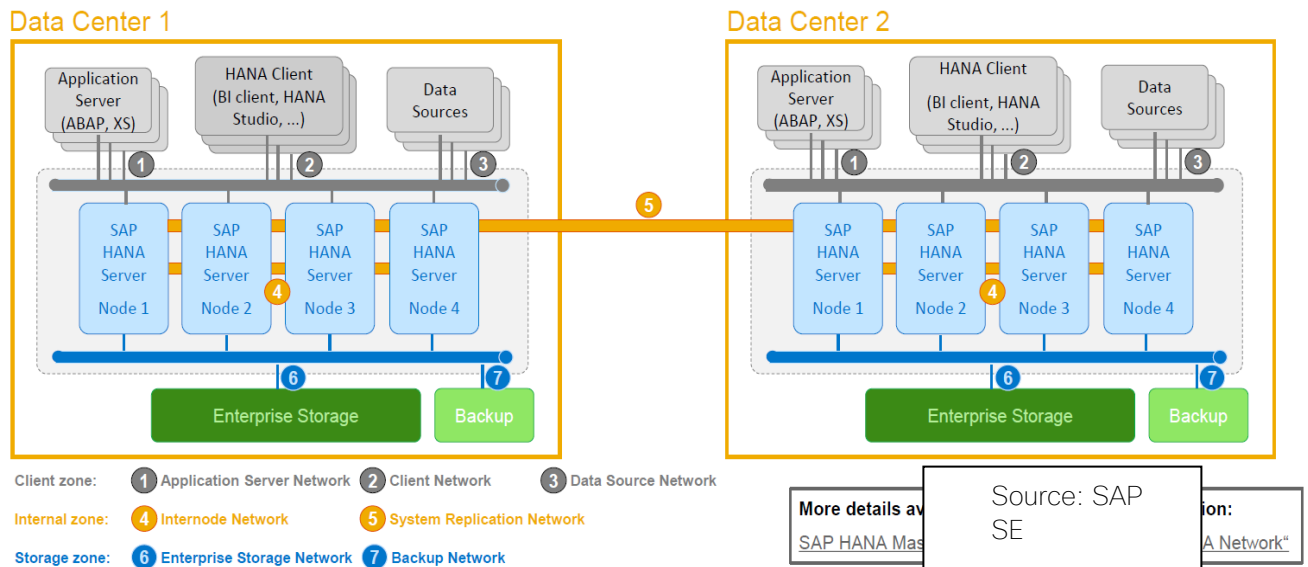 Data Center 1
Data Center 2
Application
Server
(ABAP, XS)
HANA Client
(BI client, HANA
Studio, ...)
Data
Sources
1
2
3
SAP
HANA
Server
Node 1
SAP
HANA
Server
Node 2
SAP
HANA
Server
Node 3
SAP
HANA
Server
Node 4
4
6
7
Enterprise Storage
Backup
5
Application
Server
(ABAP, XS)
HANA Client
(BI client, HANA
Studio, ...)
Data
Sources
1
2
3
SAP
HANA
Server
Node 1
SAP
HANA
Server
Node 2
SAP
HANA
Server
Node 3
SAP
HANA
Server
Node 4
4
6
7
Enterprise Storage
Backup
Client zone: 1 Application Server Network 2 Client Network 3 Data Source Network
Internal zone: 4 Internode Network 5 System Replication Network
Storage zone: 6 Enterprise Storage Network 7 Backup Network
More details
SAP HANA
Network“
Source: SAP
SE